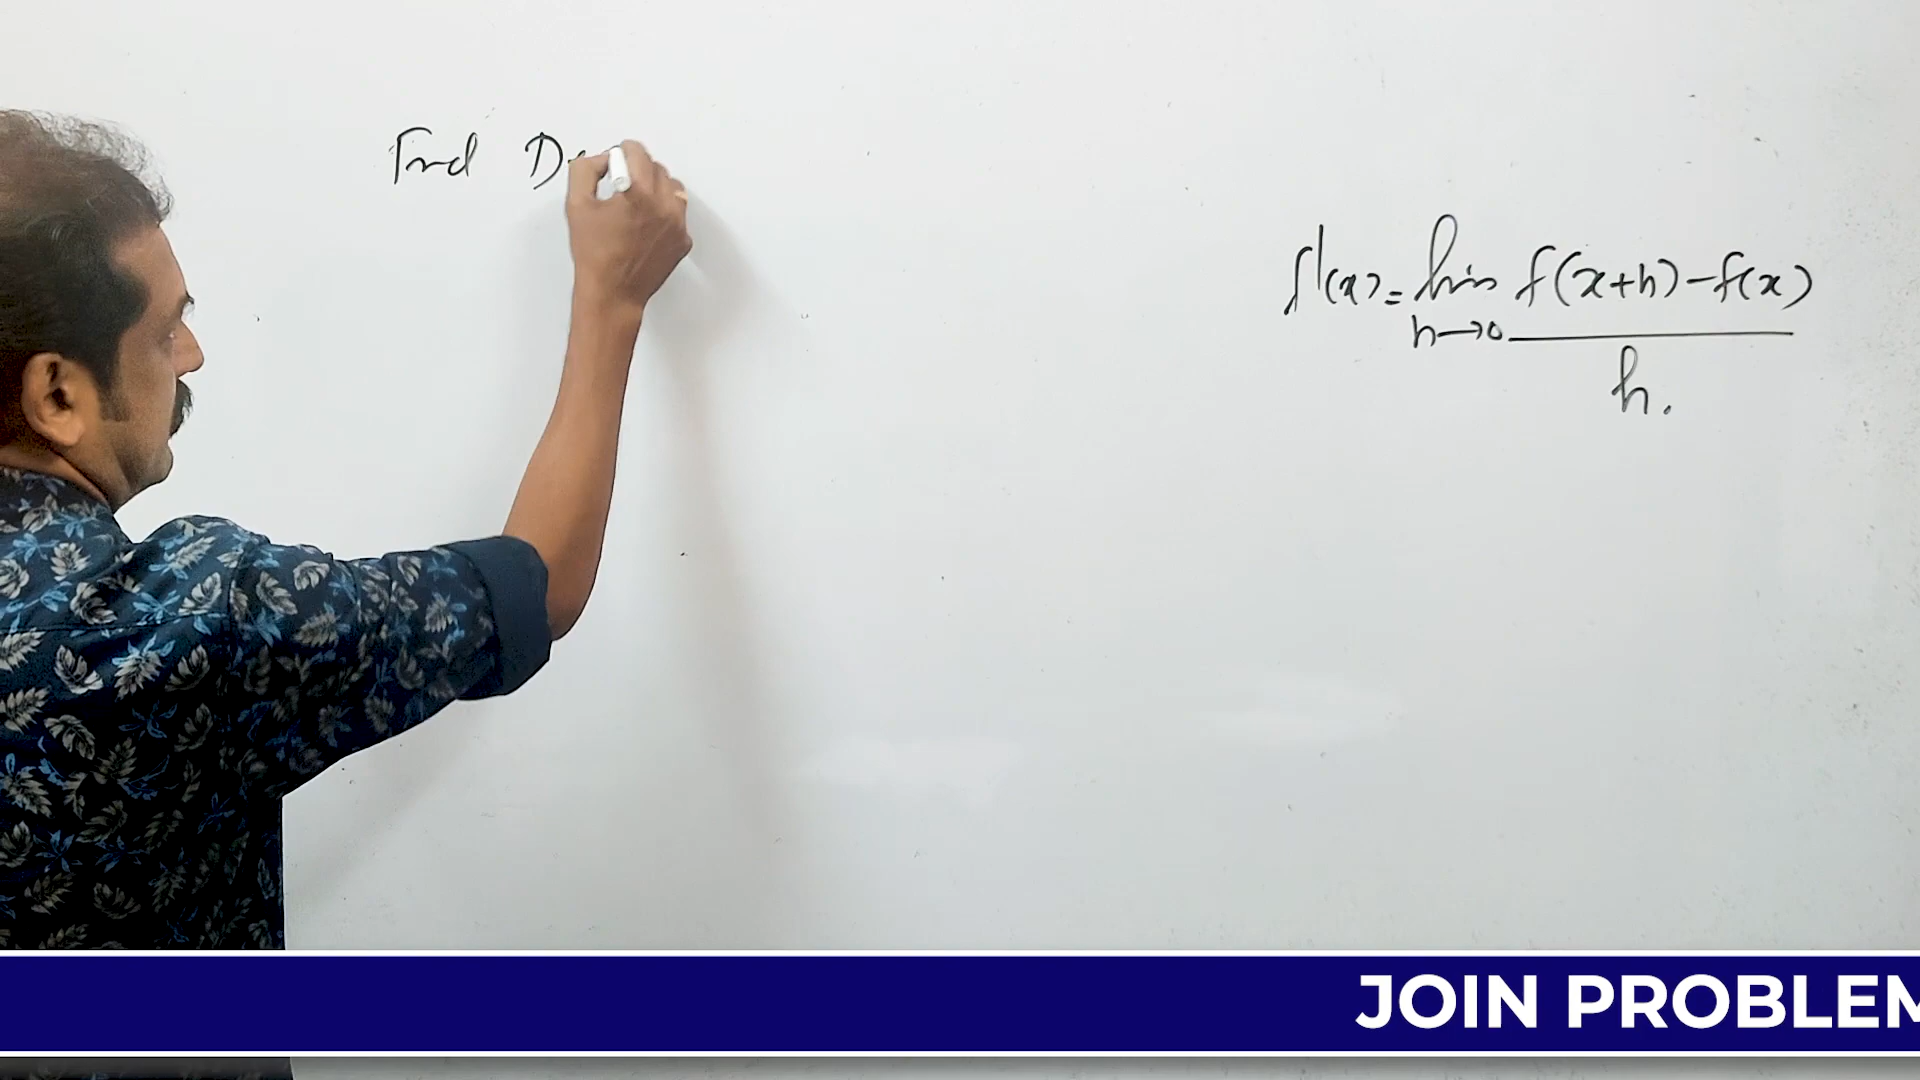 Find D
f'(x) = lim f(x+h) - f(x)
h→0
h.
JOIN PROBLEM